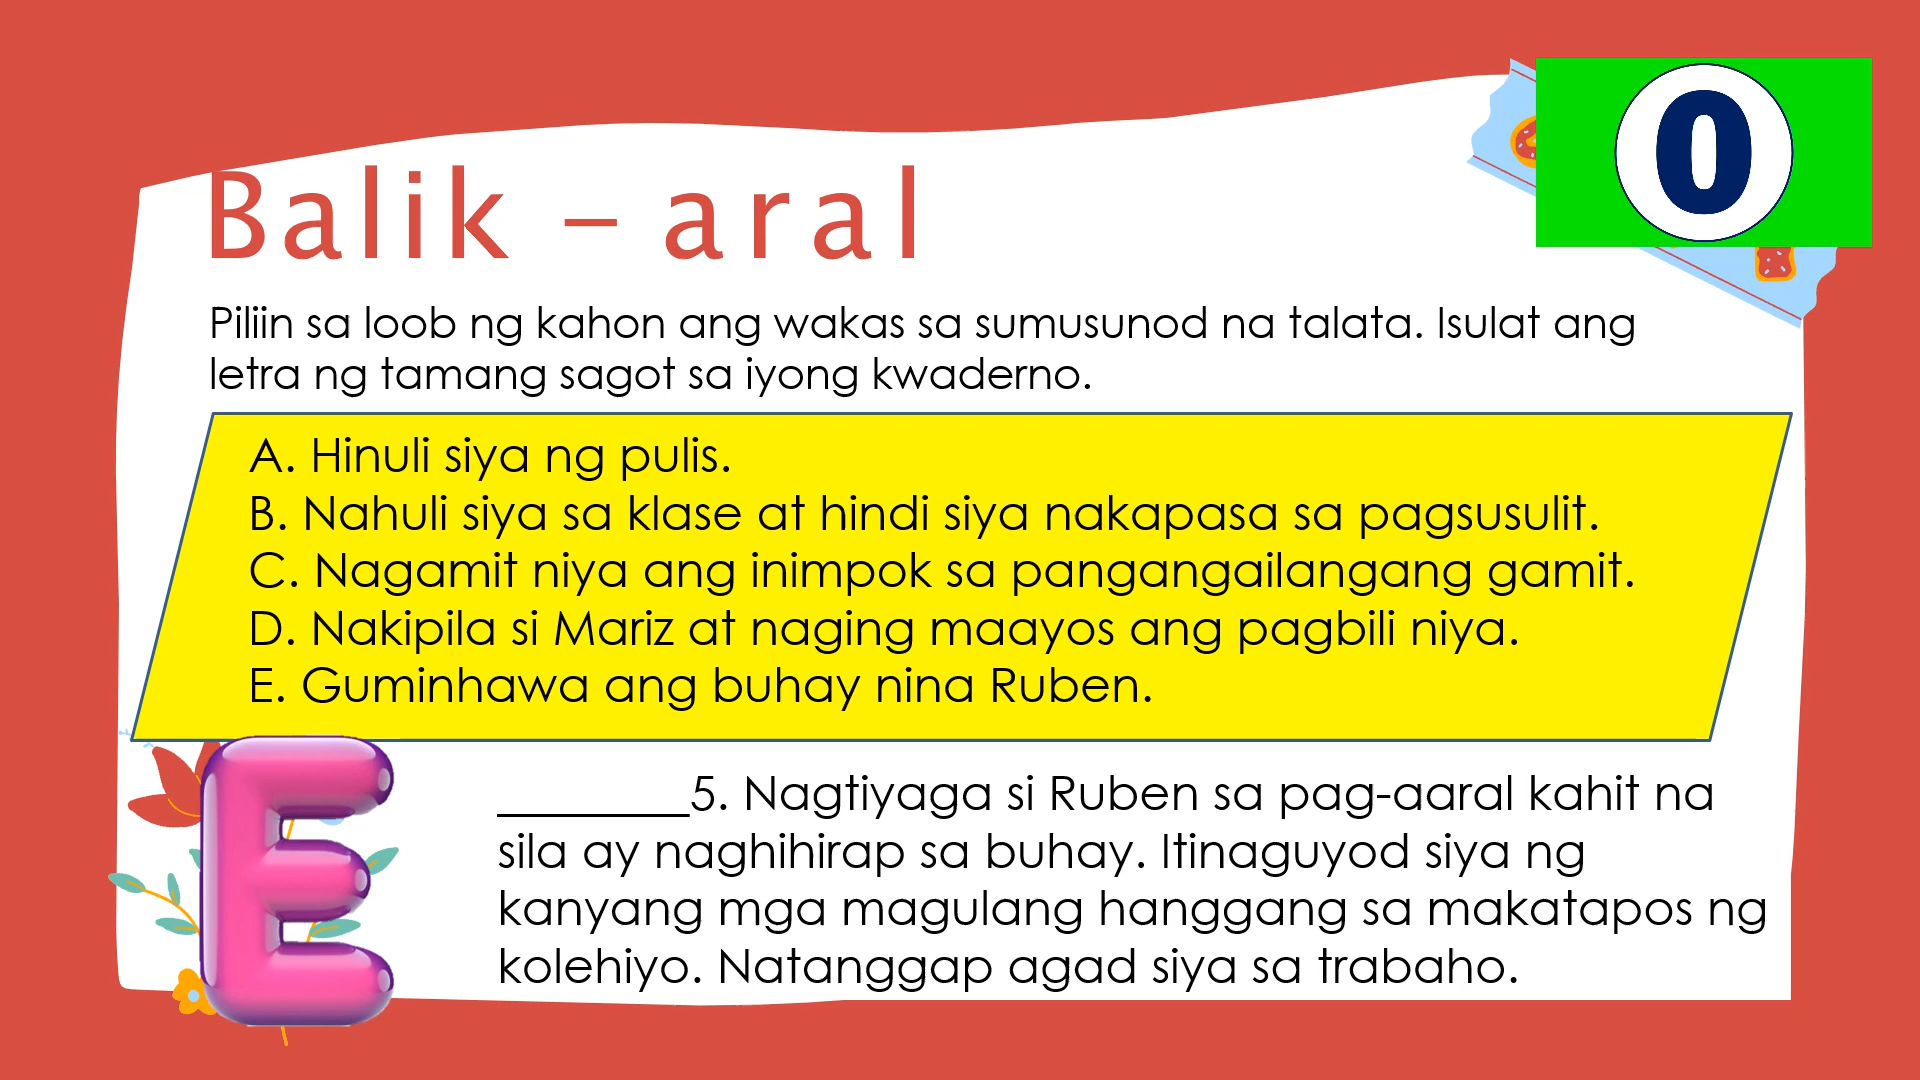 0
Balik – aral
Piliin sa loob ng kahon ang wakas sa sumusunod na talata. Isulat ang
letra ng tamang sagot sa iyong kwaderno.
A. Hinuli siya ng pulis.
B. Nahuli siya sa klase at hindi siya nakapasa sa pagsusulit.
C. Nagamit niya ang inimpok sa pangangailangang gamit.
D. Nakipila si Mariz at naging maayos ang pagbili niya.
E. Guminhawa ang buhay nina Ruben.
E
________5. Nagtiyaga si Ruben sa pag-aaral kahit na
sila ay naghihirap sa buhay. Itinaguyod siya ng
kanyang mga magulang hanggang sa makatapos ng
kolehiyo. Natanggap agad siya sa trabaho.